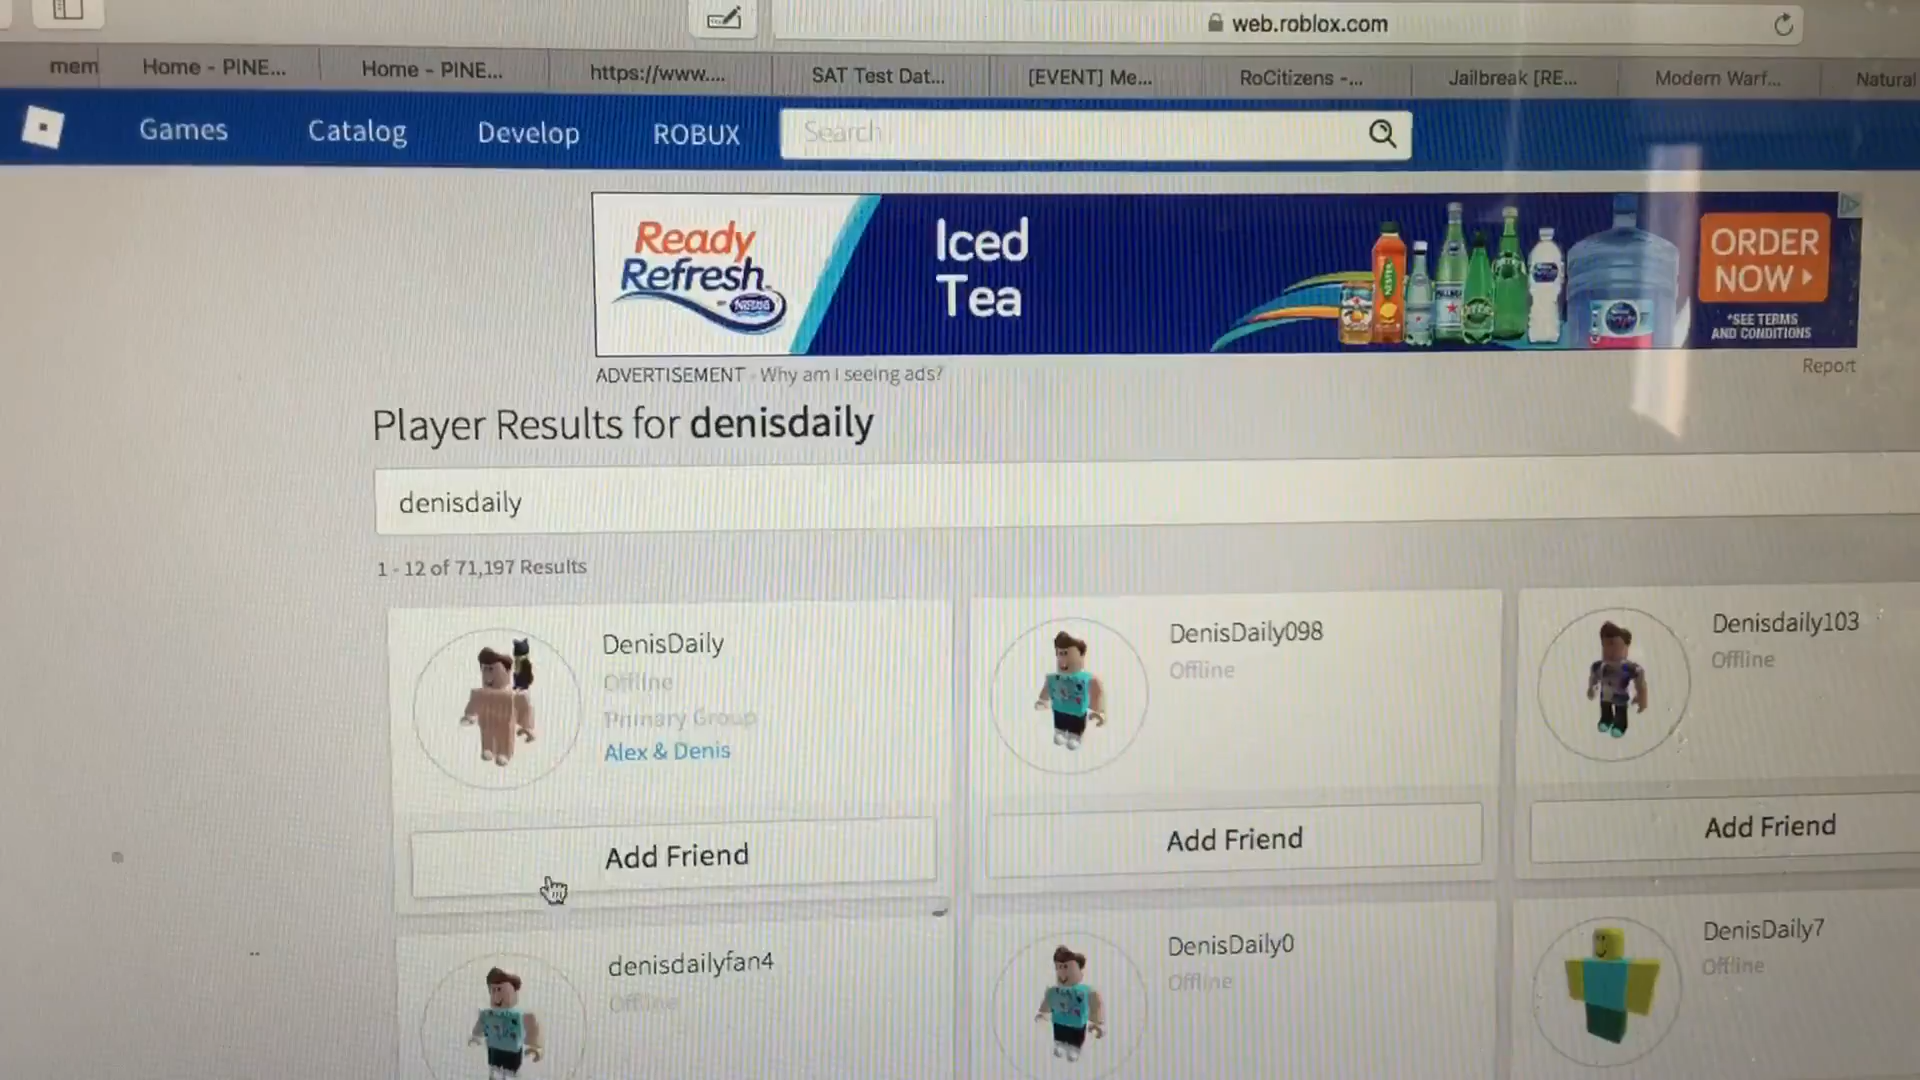 web.roblox.com
mem
Home - PINE...
Home - PINE...
https://www....
SAT Test Dat...
[EVENT] Me...
RoCitizens -...
Jailbreak [RE...
Modern Warf...
Natural
Games
Catalog
Develop
ROBUX
Search
Ready
Refresh
Nestlé
Iced
Tea
ORDER
NOW
*SEE TERMS
AND CONDITIONS
ADVERTISEMENT - Why am I seeing ads?
Report
Player Results for denisdaily
denisdaily
1 - 12 of 71,197 Results
DenisDaily
Offline
Primary Group
Alex & Denis
Add Friend
DenisDaily098
Offline
Add Friend
Denisdaily103
Offline
Add Friend
denisdailyfan4
Offline
DenisDaily0
Offline
DenisDaily7
Offline